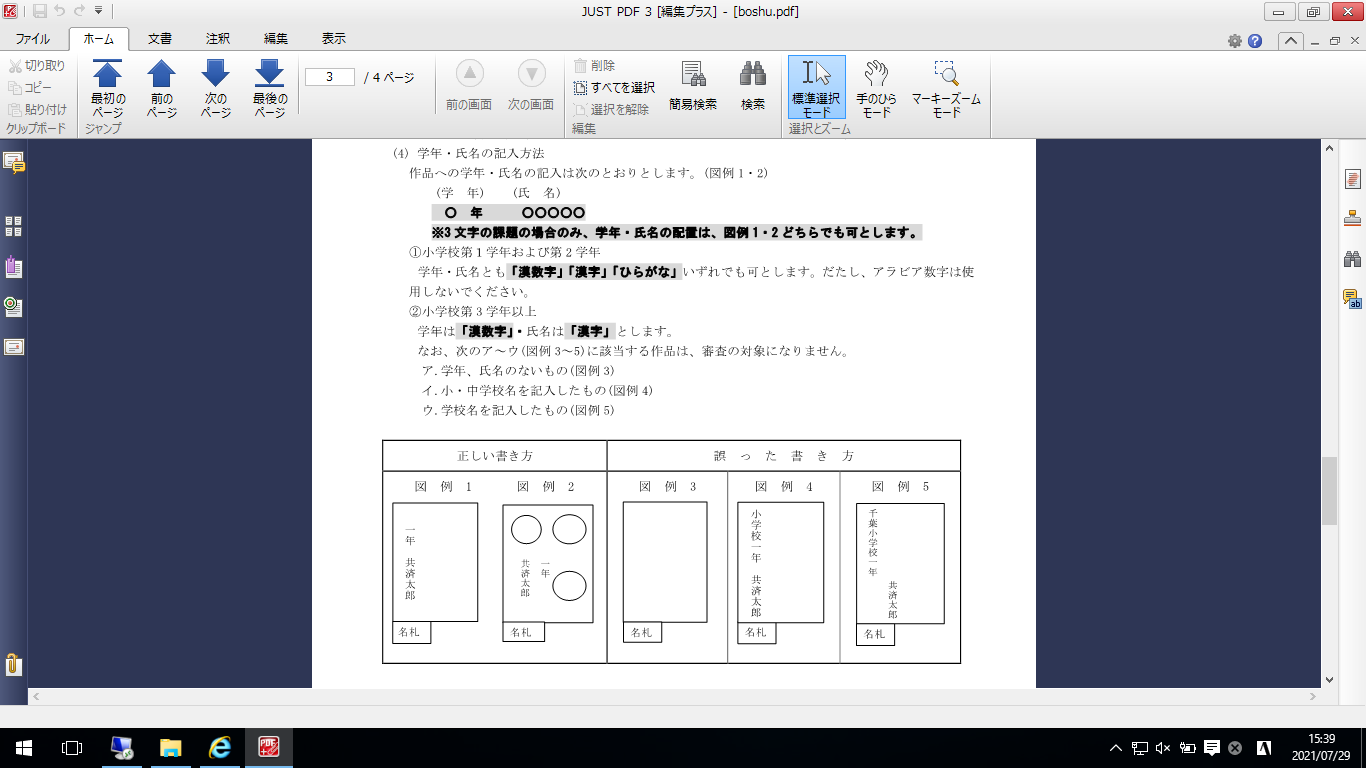 JUST PDF 3 [編集プラス] - [boshu.pdf]
ファイル ホーム 文書 注釈 編集 表示
切り取り
コピー
貼り付け
クリップボード
最初の
ページ
前の
ページ
次の
ページ
最後の
ページ
ジャンプ
3 / 4 ページ
前の画面
次の画面
削除
すべてを選択
選択を解除
編集
簡易検索
検索
標準選択
モード
手のひら
モード
マーキーズーム
モード
選択とズーム
(4) 学年・氏名の記入方法
作品への学年・氏名の記入は次のとおりとします。(図例1・2)
(学 年) (氏 名)
〇 年 〇〇〇〇〇
※3文字の課題の場合のみ、学年・氏名の配置は、図例1・2どちらでも可とします。
①小学校第1学年および第2学年
学年・氏名とも「漢数字」「漢字」「ひらがな」いずれでも可とします。だだし、アラビア数字は使
用しないでください。
②小学校第3学年以上
学年は「漢数字」・氏名は「漢字」とします。
なお、次のア～ウ(図例3～5)に該当する作品は、審査の対象になりません。
ア.学年、氏名のないもの(図例3)
イ.小・中学校名を記入したもの(図例4)
ウ.学校名を記入したもの(図例5)
正しい書き方
誤 っ た 書 き 方
図 例 1
図 例 2
図 例 3
図 例 4
図 例 5
一年 共済太郎
名札
一年
共済太郎
名札
名札
小学校一年 共済太郎
名札
千葉小学校一年
共済太郎
名札
15:39
2021/07/29